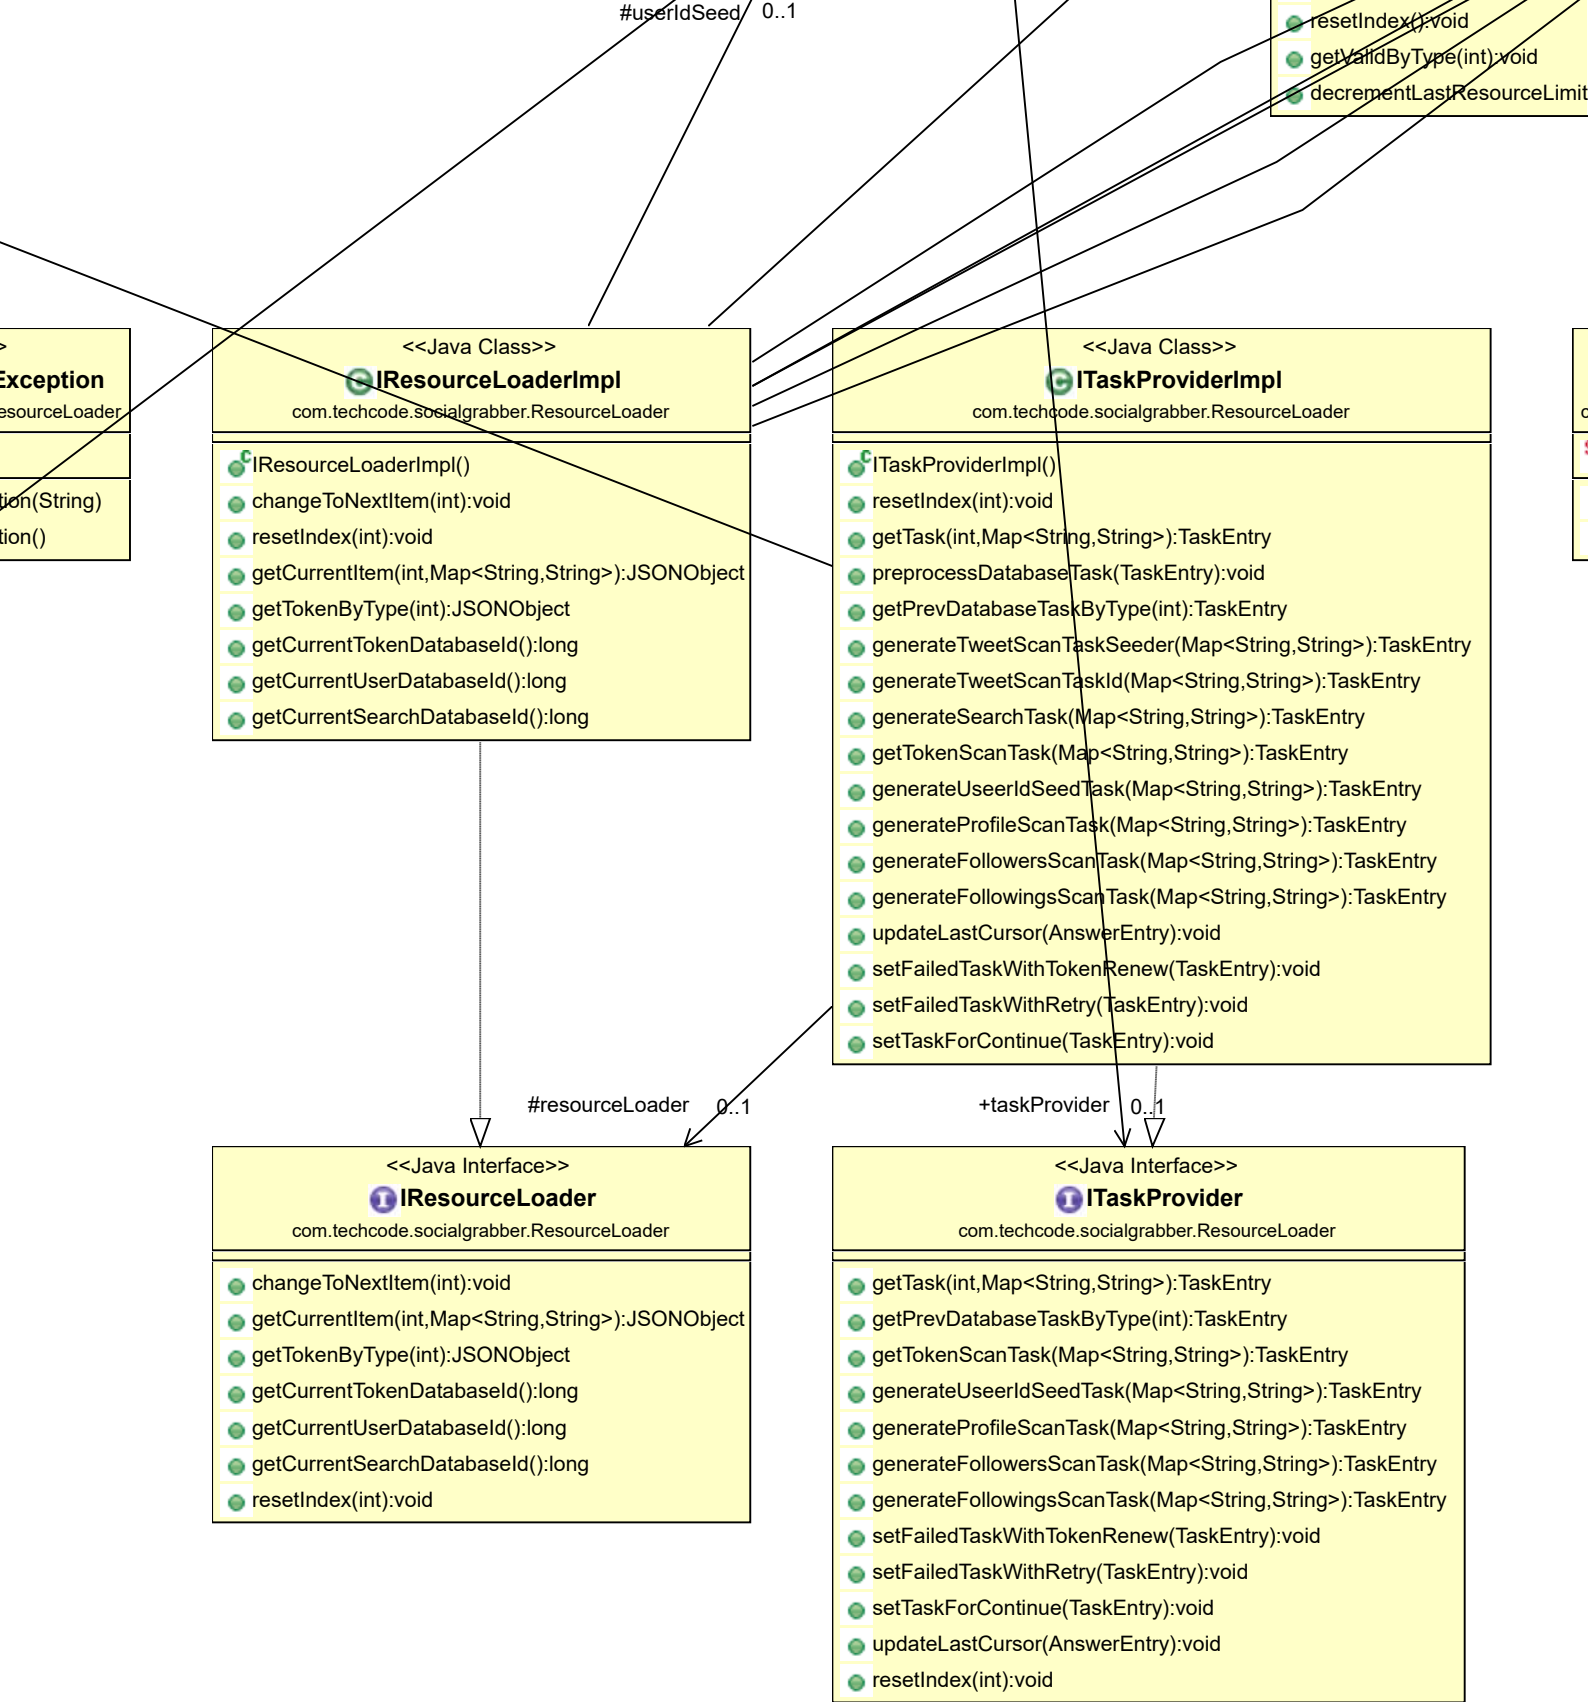 #userIdSeed 0..1
resetIndex():void
getValidByType(int):void
decrementLastResourceLimit
>
Exception
esourceLoader
tion(String)
tion()
<<Java Class>>
IResourceLoaderImpl
com.techcode.socialgrabber.ResourceLoader
IResourceLoaderImpl()
changeToNextItem(int):void
resetIndex(int):void
getCurrentItem(int,Map<String,String>):JSONObject
getTokenByType(int):JSONObject
getCurrentTokenDatabaseId():long
getCurrentUserDatabaseId():long
getCurrentSearchDatabaseId():long
<<Java Class>>
ITaskProviderImpl
com.techcode.socialgrabber.ResourceLoader
ITaskProviderImpl()
resetIndex(int):void
getTask(int,Map<String,String>):TaskEntry
preprocessDatabaseTask(TaskEntry):void
getPrevDatabaseTaskByType(int):TaskEntry
generateTweetScanTaskSeeder(Map<String,String>):TaskEntry
generateTweetScanTaskId(Map<String,String>):TaskEntry
generateSearchTask(Map<String,String>):TaskEntry
getTokenScanTask(Map<String,String>):TaskEntry
generateUseerIdSeedTask(Map<String,String>):TaskEntry
generateProfileScanTask(Map<String,String>):TaskEntry
generateFollowersScanTask(Map<String,String>):TaskEntry
generateFollowingsScanTask(Map<String,String>):TaskEntry
updateLastCursor(AnswerEntry):void
setFailedTaskWithTokenRenew(TaskEntry):void
setFailedTaskWithRetry(TaskEntry):void
setTaskForContinue(TaskEntry):void
#resourceLoader 0..1
+taskProvider 0..1
<<Java Interface>>
IResourceLoader
com.techcode.socialgrabber.ResourceLoader
changeToNextItem(int):void
getCurrentItem(int,Map<String,String>):JSONObject
getTokenByType(int):JSONObject
getCurrentTokenDatabaseId():long
getCurrentUserDatabaseId():long
getCurrentSearchDatabaseId():long
resetIndex(int):void
<<Java Interface>>
ITaskProvider
com.techcode.socialgrabber.ResourceLoader
getTask(int,Map<String,String>):TaskEntry
getPrevDatabaseTaskByType(int):TaskEntry
getTokenScanTask(Map<String,String>):TaskEntry
generateUseerIdSeedTask(Map<String,String>):TaskEntry
generateProfileScanTask(Map<String,String>):TaskEntry
generateFollowersScanTask(Map<String,String>):TaskEntry
generateFollowingsScanTask(Map<String,String>):TaskEntry
setFailedTaskWithTokenRenew(TaskEntry):void
setFailedTaskWithRetry(TaskEntry):void
setTaskForContinue(TaskEntry):void
updateLastCursor(AnswerEntry):void
resetIndex(int):void